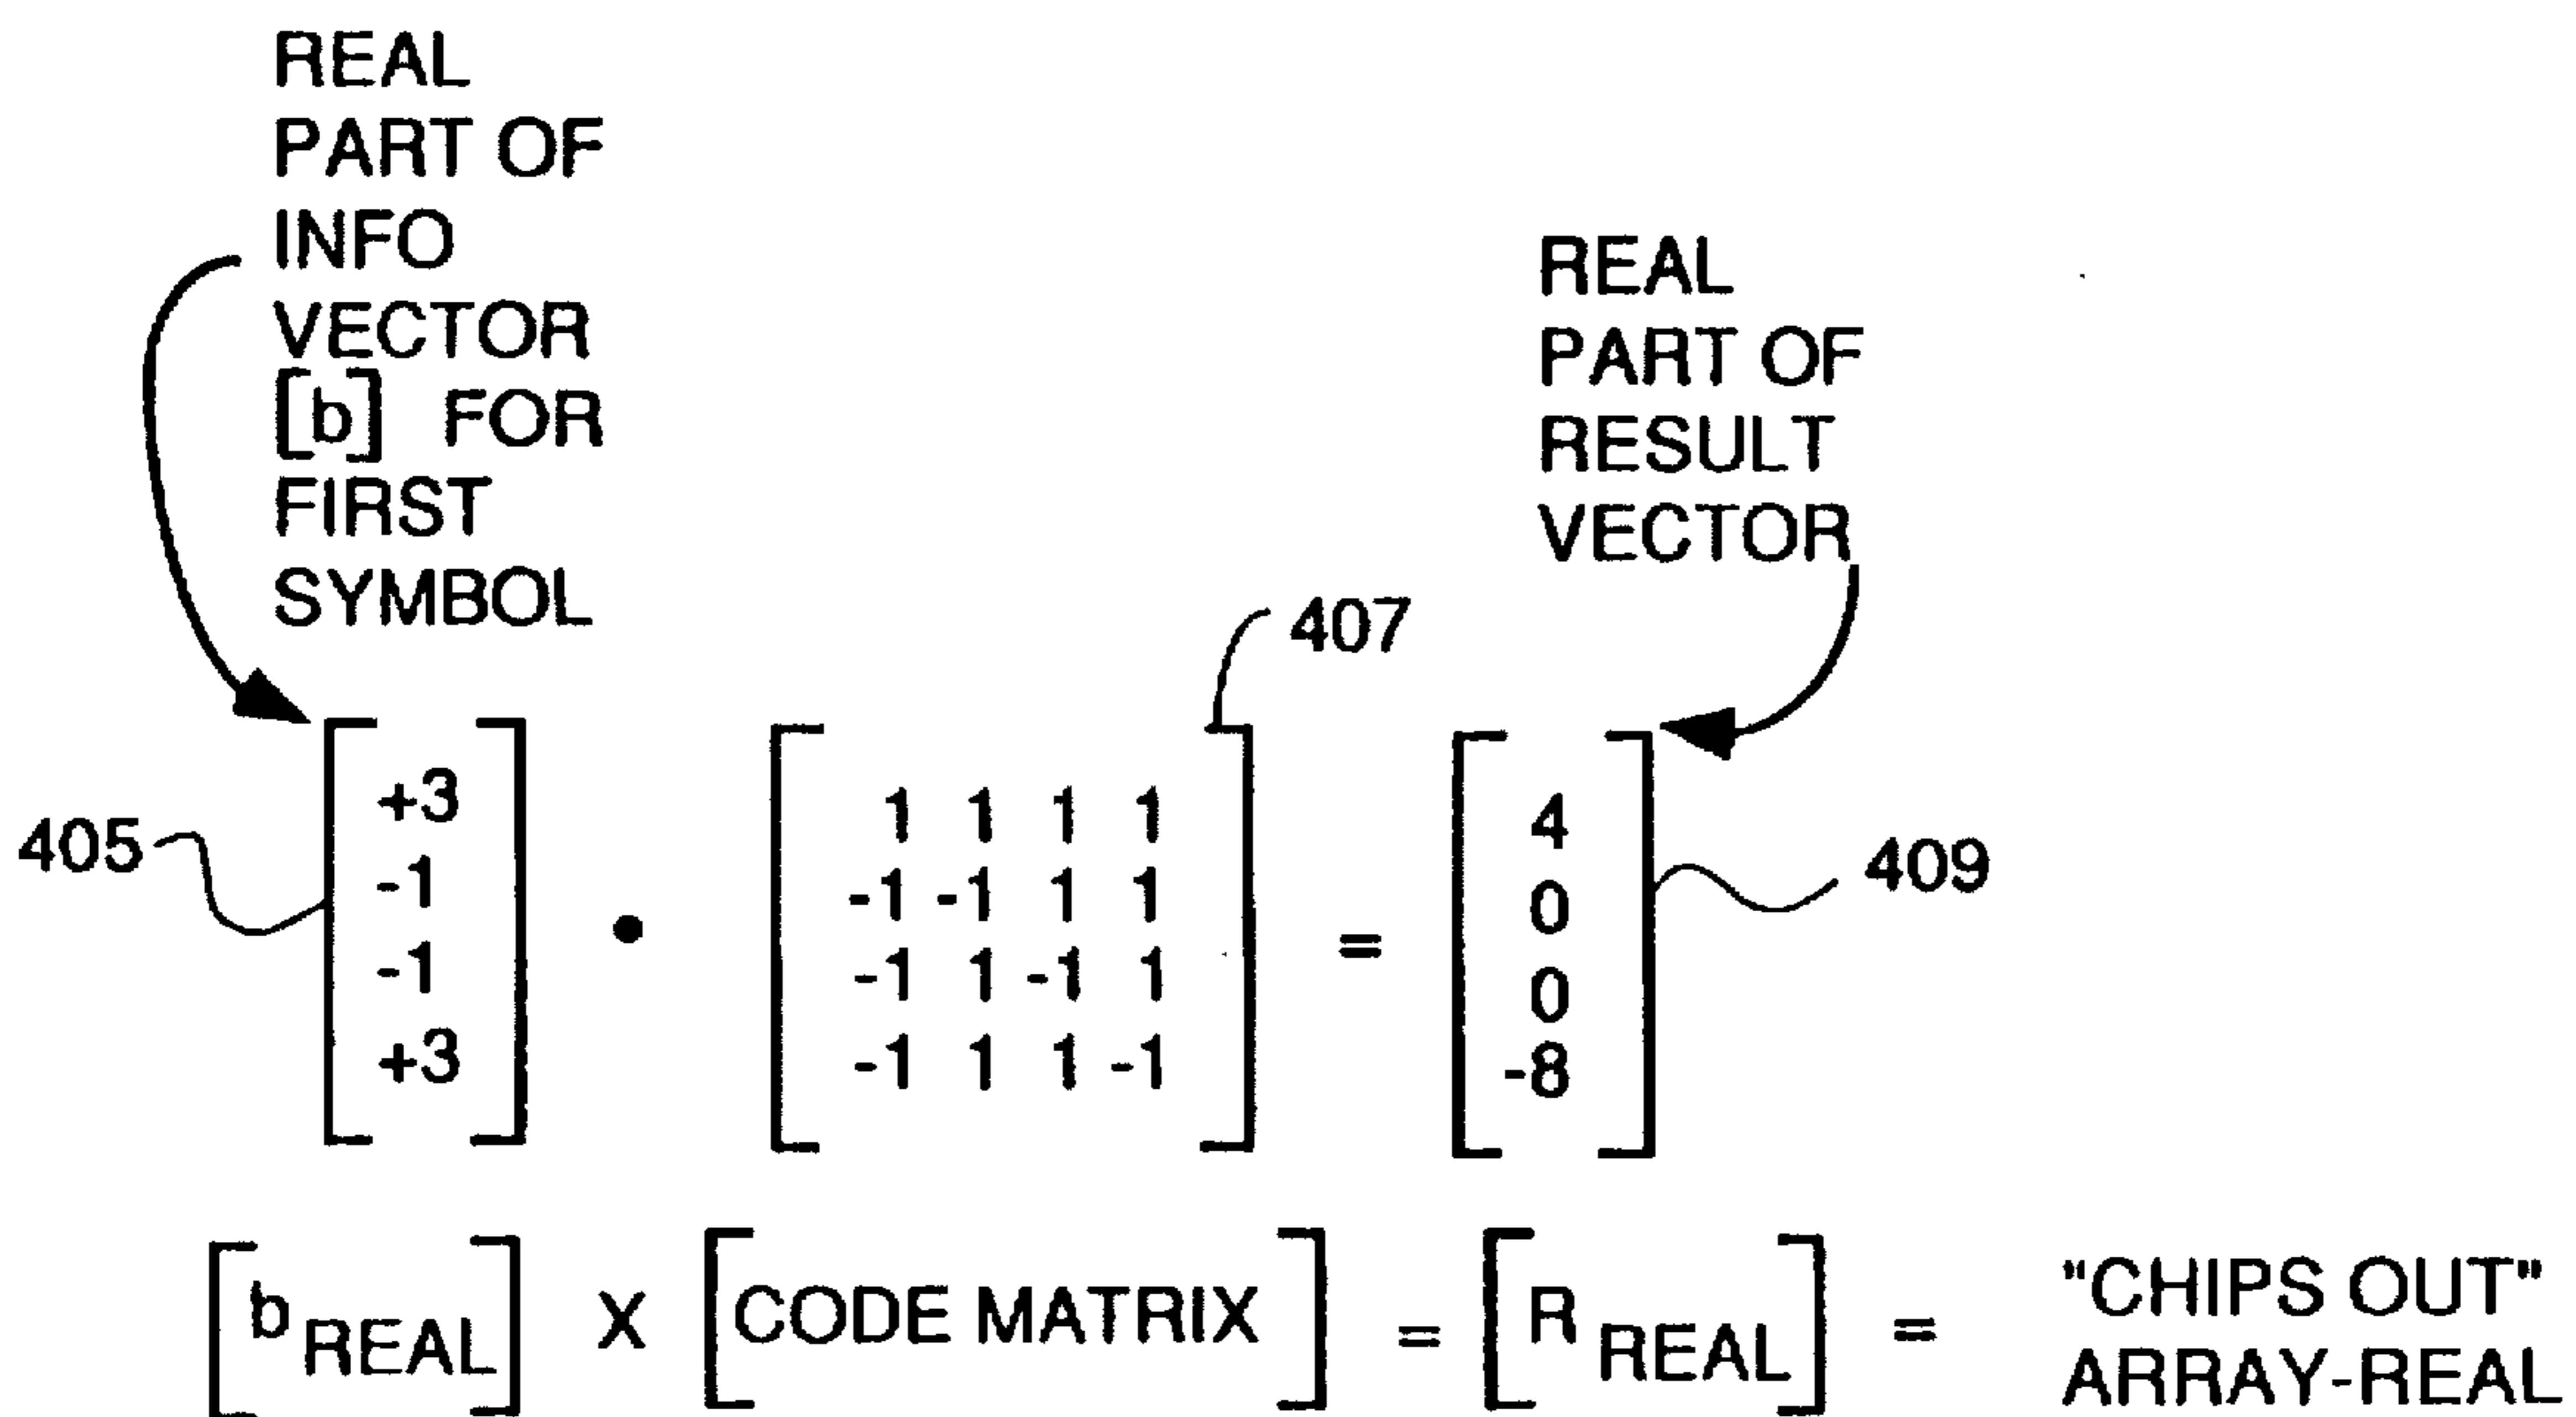 REAL
PART OF
INFO
VECTOR
[b] FOR
FIRST
SYMBOL
REAL
PART OF
RESULT
VECTOR
405
+3
-1
-1
+3
•
407
1 1 1 1
-1 -1 1 1
-1 1 -1 1
-1 1 1 -1
=
4
0
0
-8
409
[b REAL] X [CODE MATRIX] = [R REAL] = "CHIPS OUT"
ARRAY-REAL